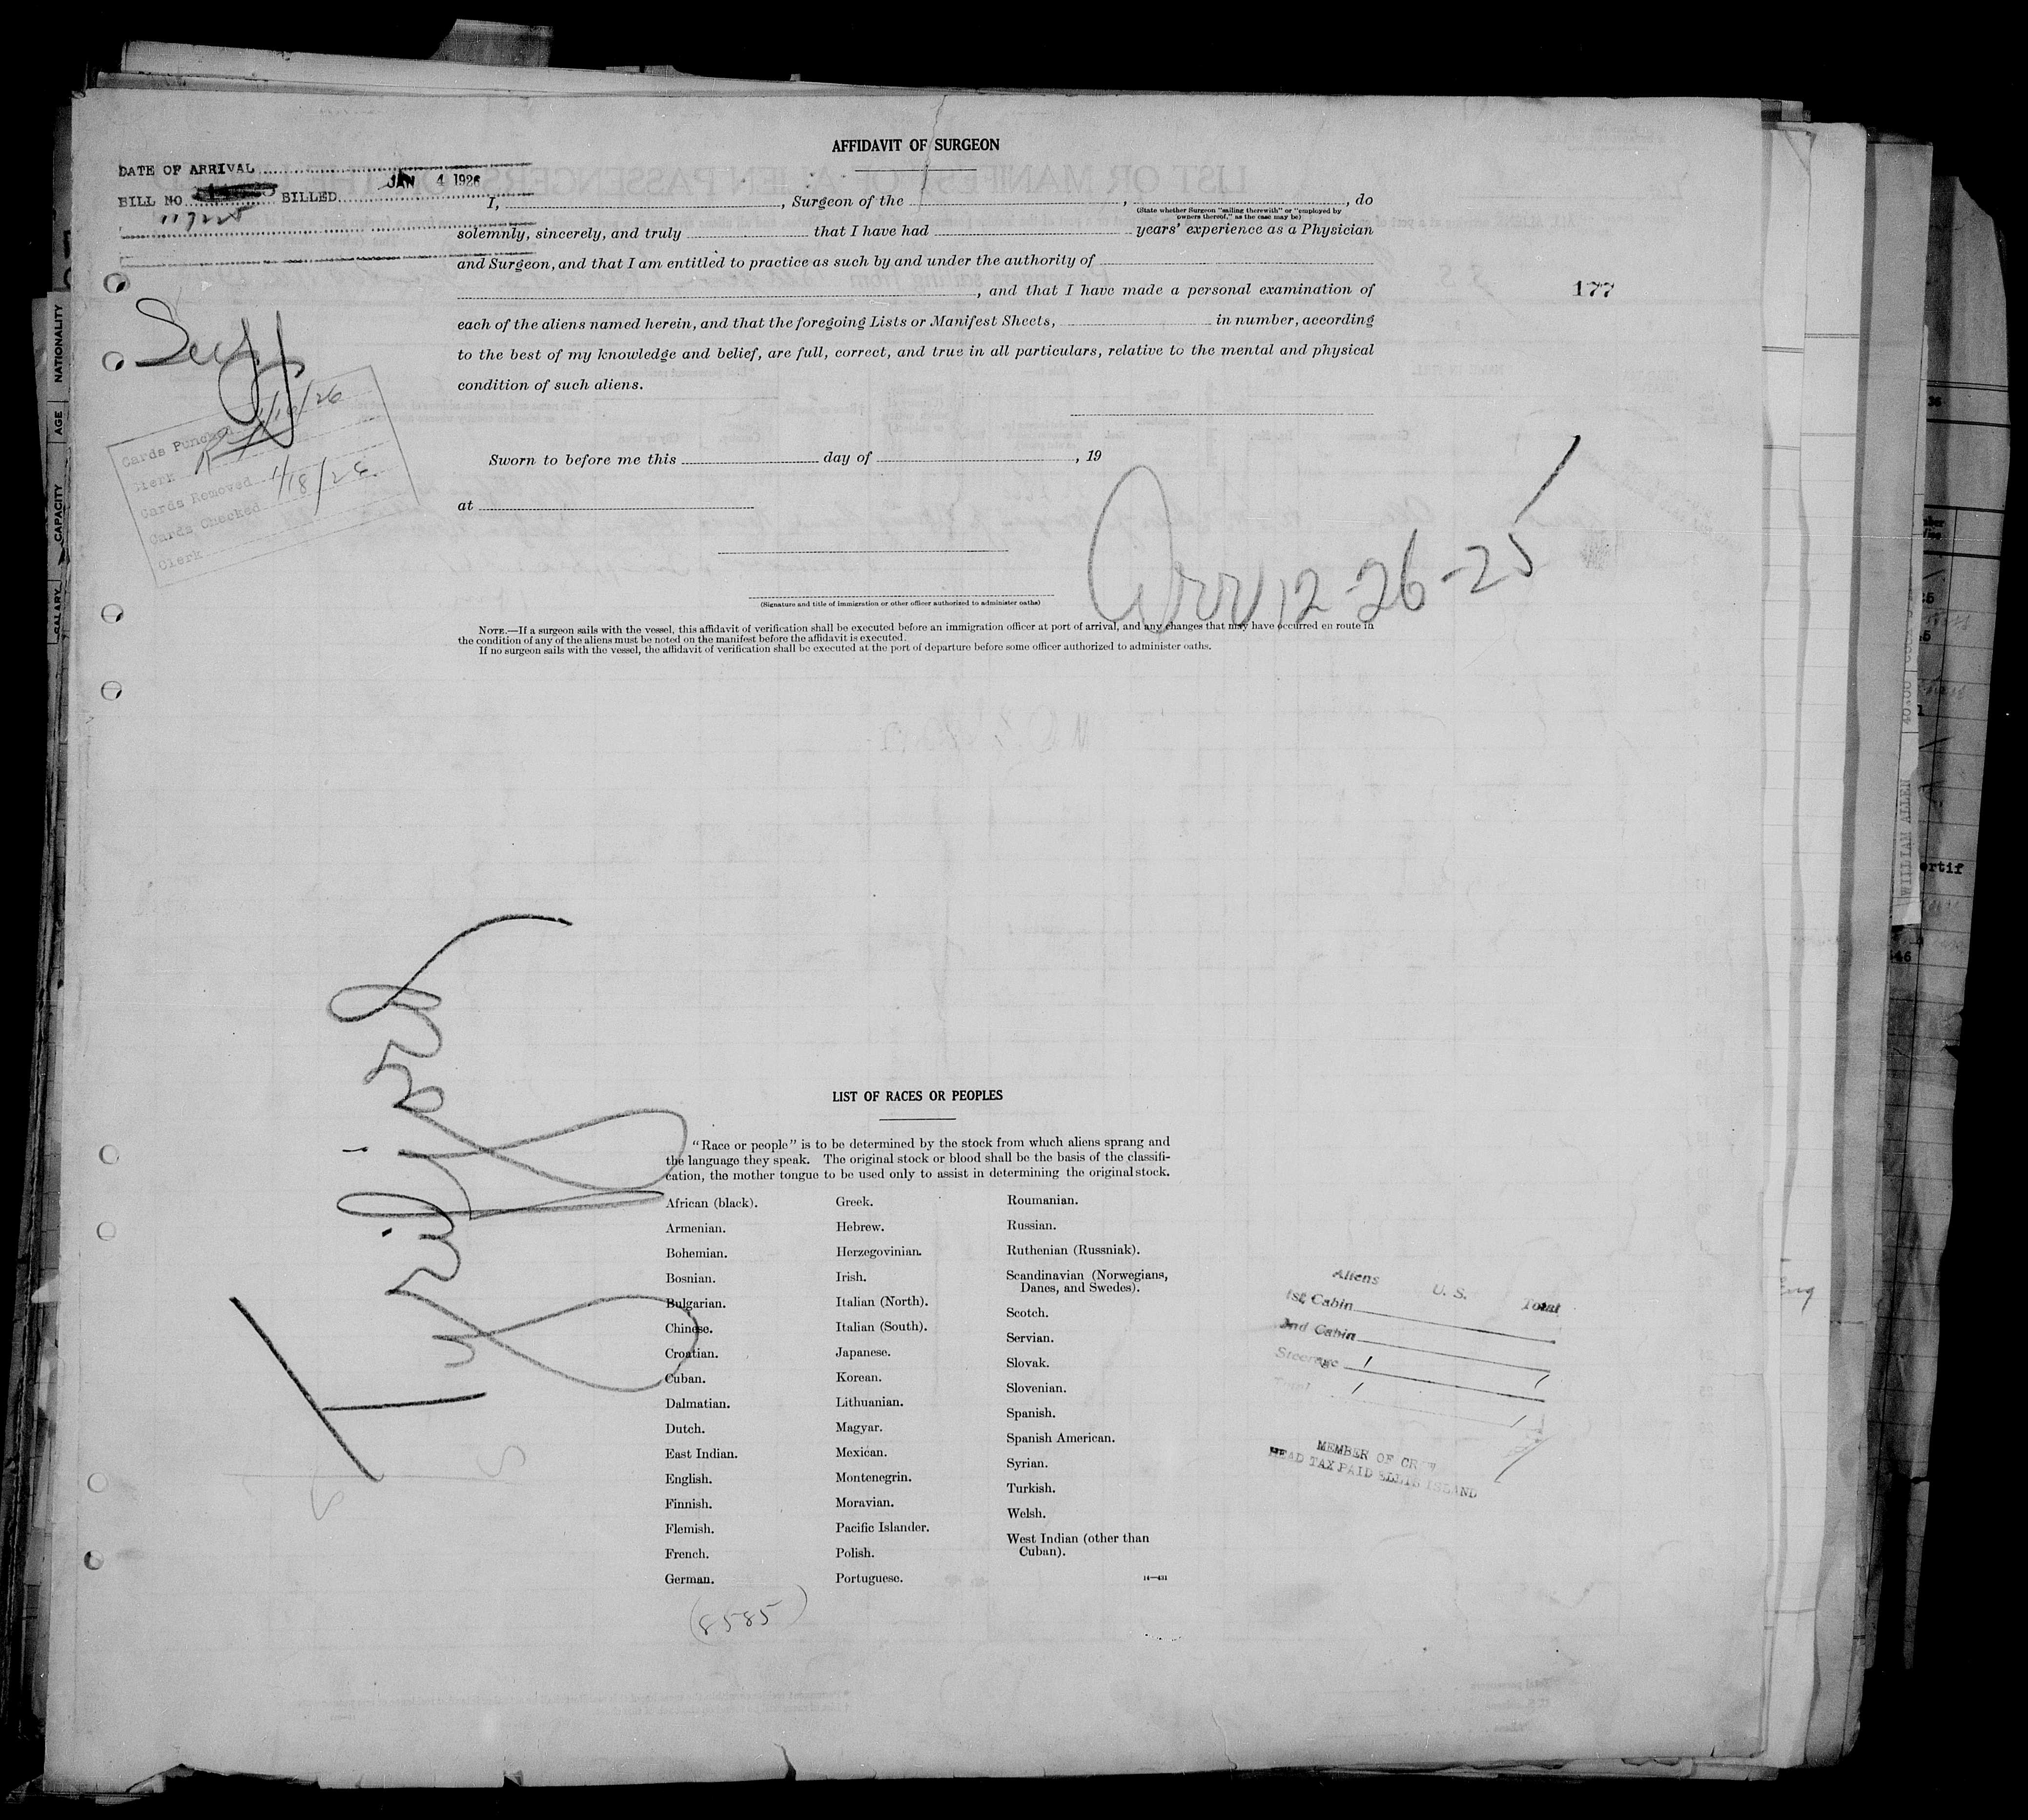 AFFIDAVIT OF SURGEON
DATE OF ARRIVAL
BILL NO BILLED JAN 4 1926
117225
I, , Surgeon of the , , do
(State whether Surgeon "sailing therewith" or "employed by
owners thereof," as the case may be)
solemnly, sincerely, and truly that I have had years' experience as a Physician
and Surgeon, and that I am entitled to practice as such by and under the authority of
, and that I have made a personal examination of
177
each of the aliens named herein, and that the foregoing Lists or Manifest Sheets, in number, according
to the best of my knowledge and belief, are full, correct, and true in all particulars, relative to the mental and physical
condition of such aliens.
Cards Punched 1/16/26
Clerk
Cards Removed 1/18/26
Cards Checked
Clerk
Sworn to before me this day of , 19
at
Arr 12-26-25
(Signature and title of immigration or other officer authorized to administer oaths)
NOTE.—If a surgeon sails with the vessel, this affidavit of verification shall be executed before an immigration officer at port of arrival, and any changes that may have occurred en route in
the condition of any of the aliens must be noted on the manifest before the affidavit is executed.
If no surgeon sails with the vessel, the affidavit of verification shall be executed at the port of departure before some officer authorized to administer oaths.
NATIONALITY
AGE
CAPACITY
SALARY
WILLIAM ALLEN
Tyrifjord
LIST OF RACES OR PEOPLES
"Race or people" is to be determined by the stock from which aliens sprang and
the language they speak. The original stock or blood shall be the basis of the classifi-
cation, the mother tongue to be used only to assist in determining the original stock.
African (black).
Armenian.
Bohemian.
Bosnian.
Bulgarian.
Chinese.
Croatian.
Cuban.
Dalmatian.
Dutch.
East Indian.
English.
Finnish.
Flemish.
French.
German.
Greek.
Hebrew.
Herzegovinian.
Irish.
Italian (North).
Italian (South).
Japanese.
Korean.
Lithuanian.
Magyar.
Mexican.
Montenegrin.
Moravian.
Pacific Islander.
Polish.
Portuguese.
Roumanian.
Russian.
Ruthenian (Russniak).
Scandinavian (Norwegians,
Danes, and Swedes).
Scotch.
Servian.
Slovak.
Slovenian.
Spanish.
Spanish American.
Syrian.
Turkish.
Welsh.
West Indian (other than
Cuban).
14—431
Aliens U. S. Total
1st Cabin
2nd Cabin
Steerage 1 1
Total 1 1
MEMBER OF CREW
HEAD TAX PAID ELLIS ISLAND
(8585)